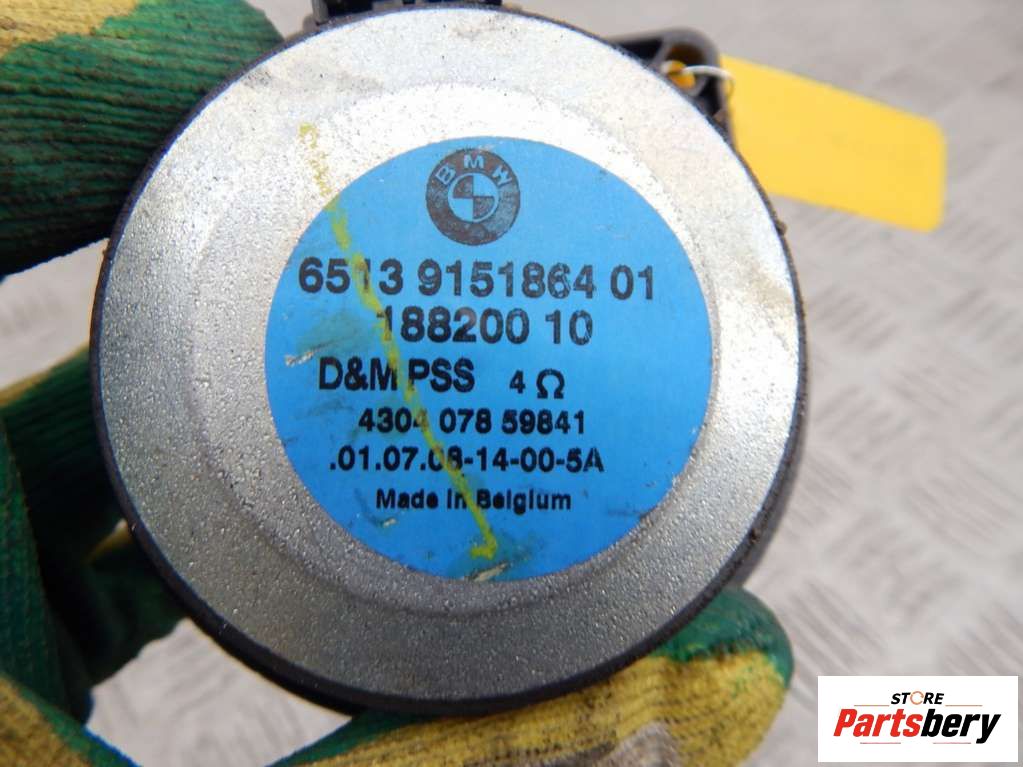 BMW
6513 9151864 01
188200 10
D&M PSS 4 Ω
4304 078 59841
.01.07.08-14-00-5A
Made in Belgium
STORE
Partsbery